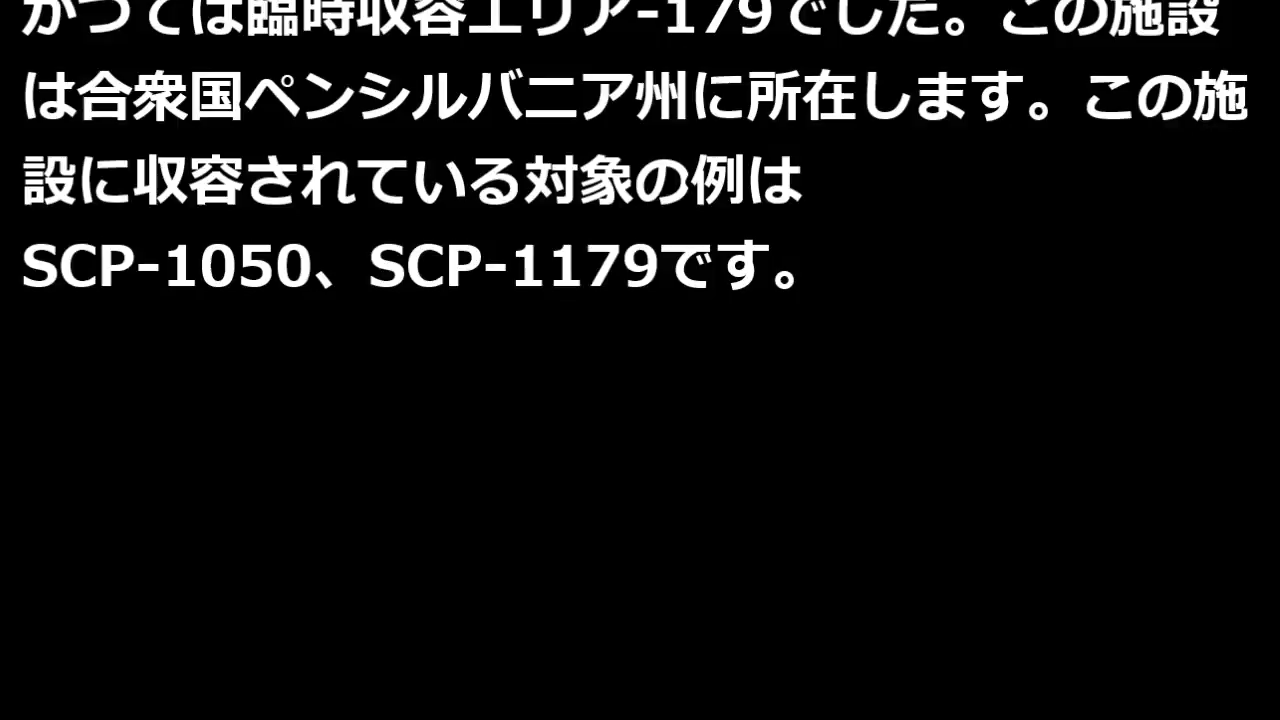 かつては臨時収容エリア-179でした。この施設
は合衆国ペンシルバニア州に所在します。この施
設に収容されている対象の例は
SCP-1050、SCP-1179です。